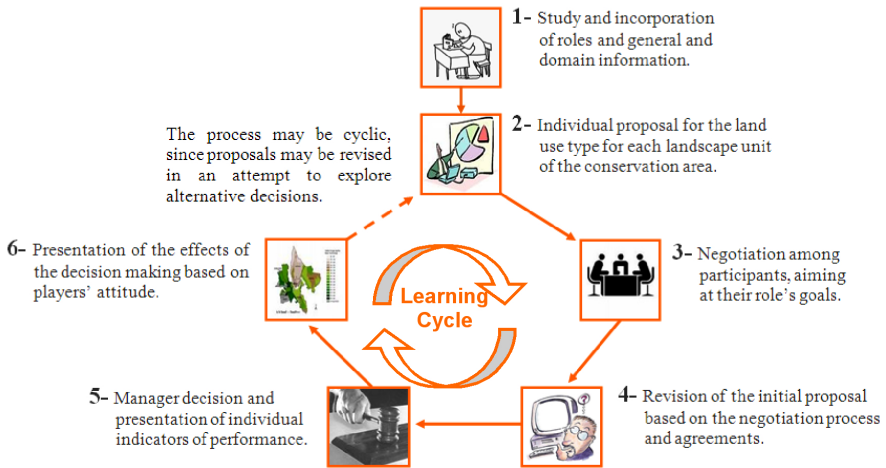 1- Study and incorporation
of roles and general and
domain information.
2- Individual proposal for the land
use type for each landscape unit
of the conservation area.
The process may be cyclic,
since proposals may be revised
in an attempt to explore
alternative decisions.
3- Negotiation among
participants, aiming
at their role's goals.
6- Presentation of the effects of
the decision making based on
players' attitude.
Learning
Cycle
4- Revision of the initial proposal
based on the negotiation process
and agreements.
5- Manager decision and
presentation of individual
indicators of performance.
?